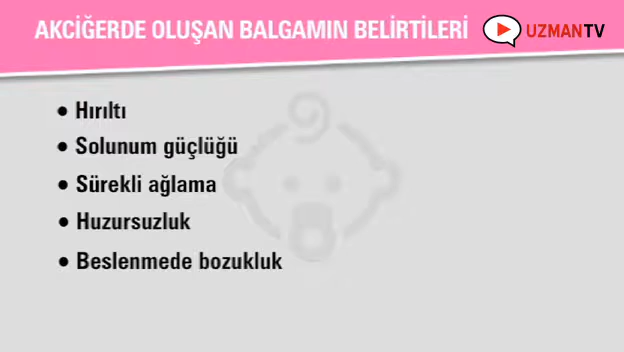 AKCİĞERDE OLUŞAN BALGAMIN BELİRTİLERİ
UZMANTV
• Hırıltı
• Solunum güçlüğü
• Sürekli ağlama
• Huzursuzluk
• Beslenmede bozukluk